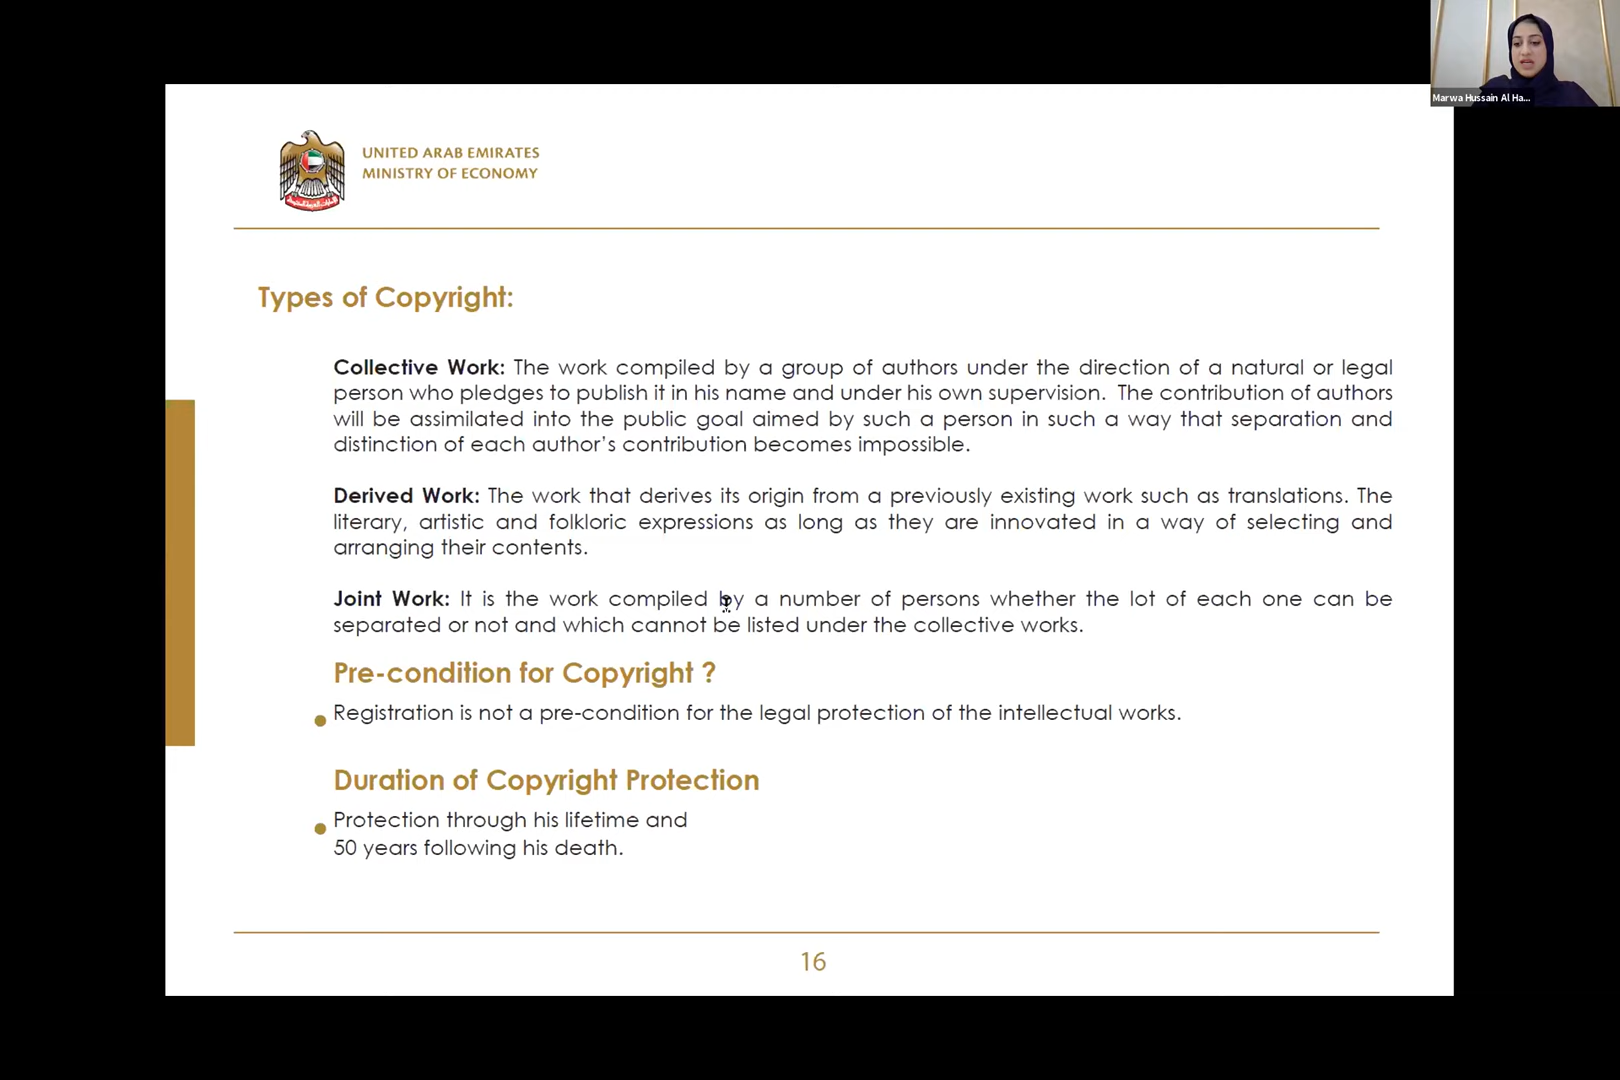 Marwa Hussain Al Ha...
UNITED ARAB EMIRATES
MINISTRY OF ECONOMY
Types of Copyright:
Collective Work: The work compiled by a group of authors under the direction of a natural or legal
person who pledges to publish it in his name and under his own supervision. The contribution of authors
will be assimilated into the public goal aimed by such a person in such a way that separation and
distinction of each author's contribution becomes impossible.
Derived Work: The work that derives its origin from a previously existing work such as translations. The
literary, artistic and folkloric expressions as long as they are innovated in a way of selecting and
arranging their contents.
Joint Work: It is the work compiled by a number of persons whether the lot of each one can be
separated or not and which cannot be listed under the collective works.
Pre-condition for Copyright ?
Registration is not a pre-condition for the legal protection of the intellectual works.
Duration of Copyright Protection
Protection through his lifetime and
50 years following his death.
16